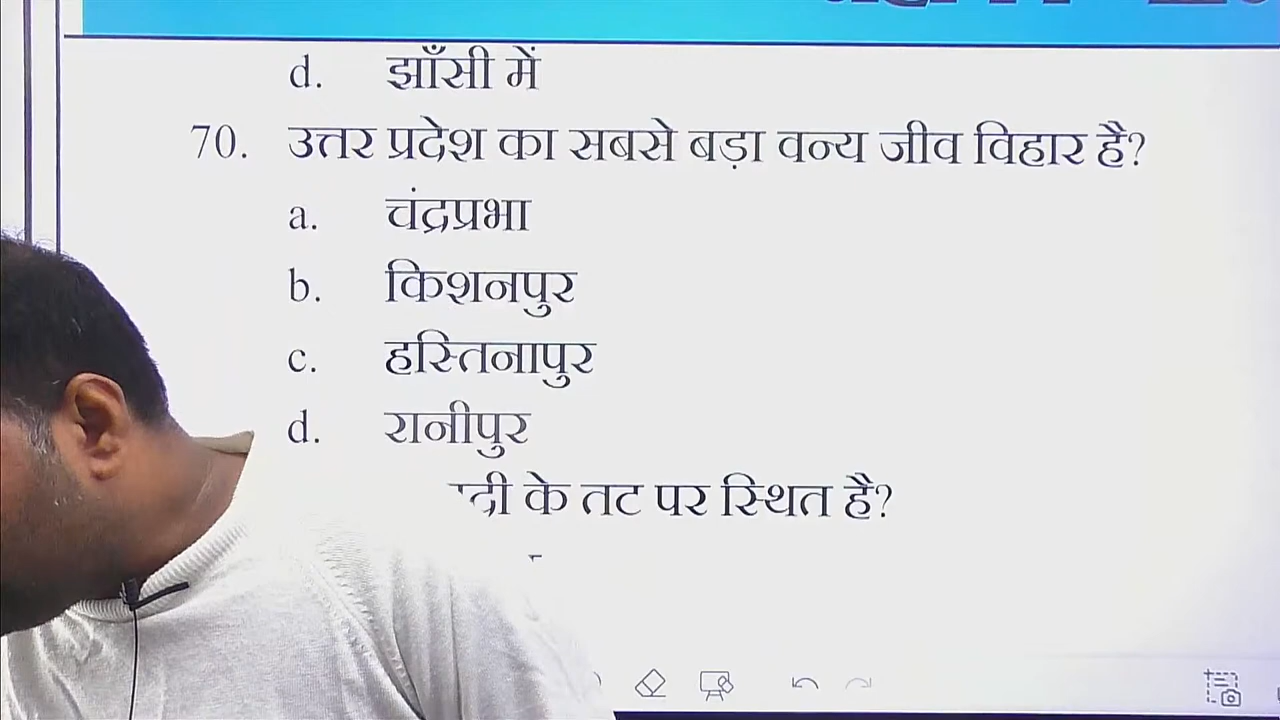 d. झाँसी में
70. उत्तर प्रदेश का सबसे बड़ा वन्य जीव विहार है?
a. चंद्रप्रभा
b. किशनपुर
c. हस्तिनापुर
d. रानीपुर
के तट पर स्थित है?